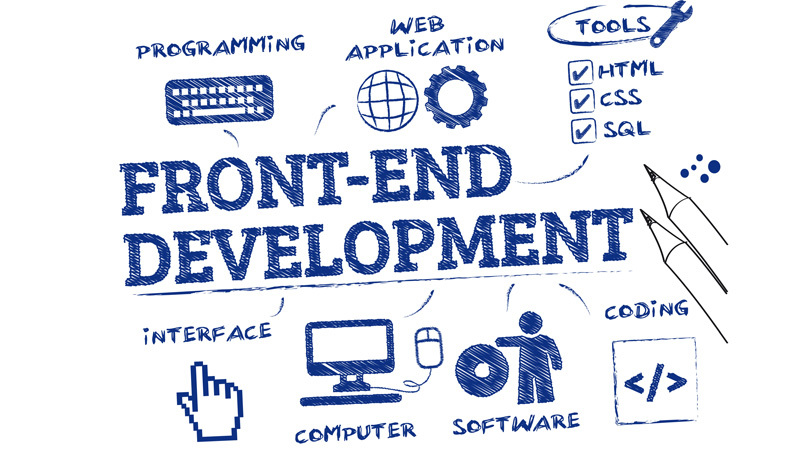 PROGRAMMING
WEB
APPLICATION
TOOLS
HTML
CSS
SQL
FRONT-END
DEVELOPMENT
INTERFACE
COMPUTER
SOFTWARE
CODING
</>